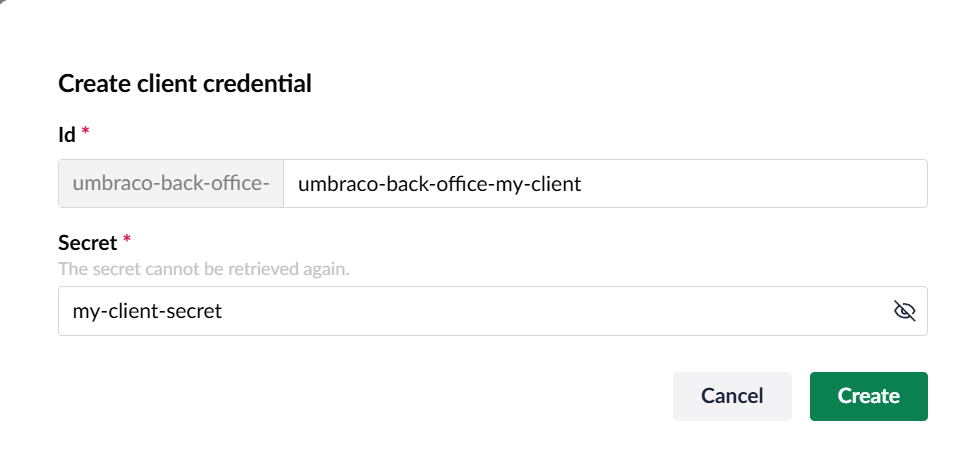 Create client credential
Id *
umbraco-back-office- umbraco-back-office-my-client
Secret *
The secret cannot be retrieved again.
my-client-secret
Cancel Create